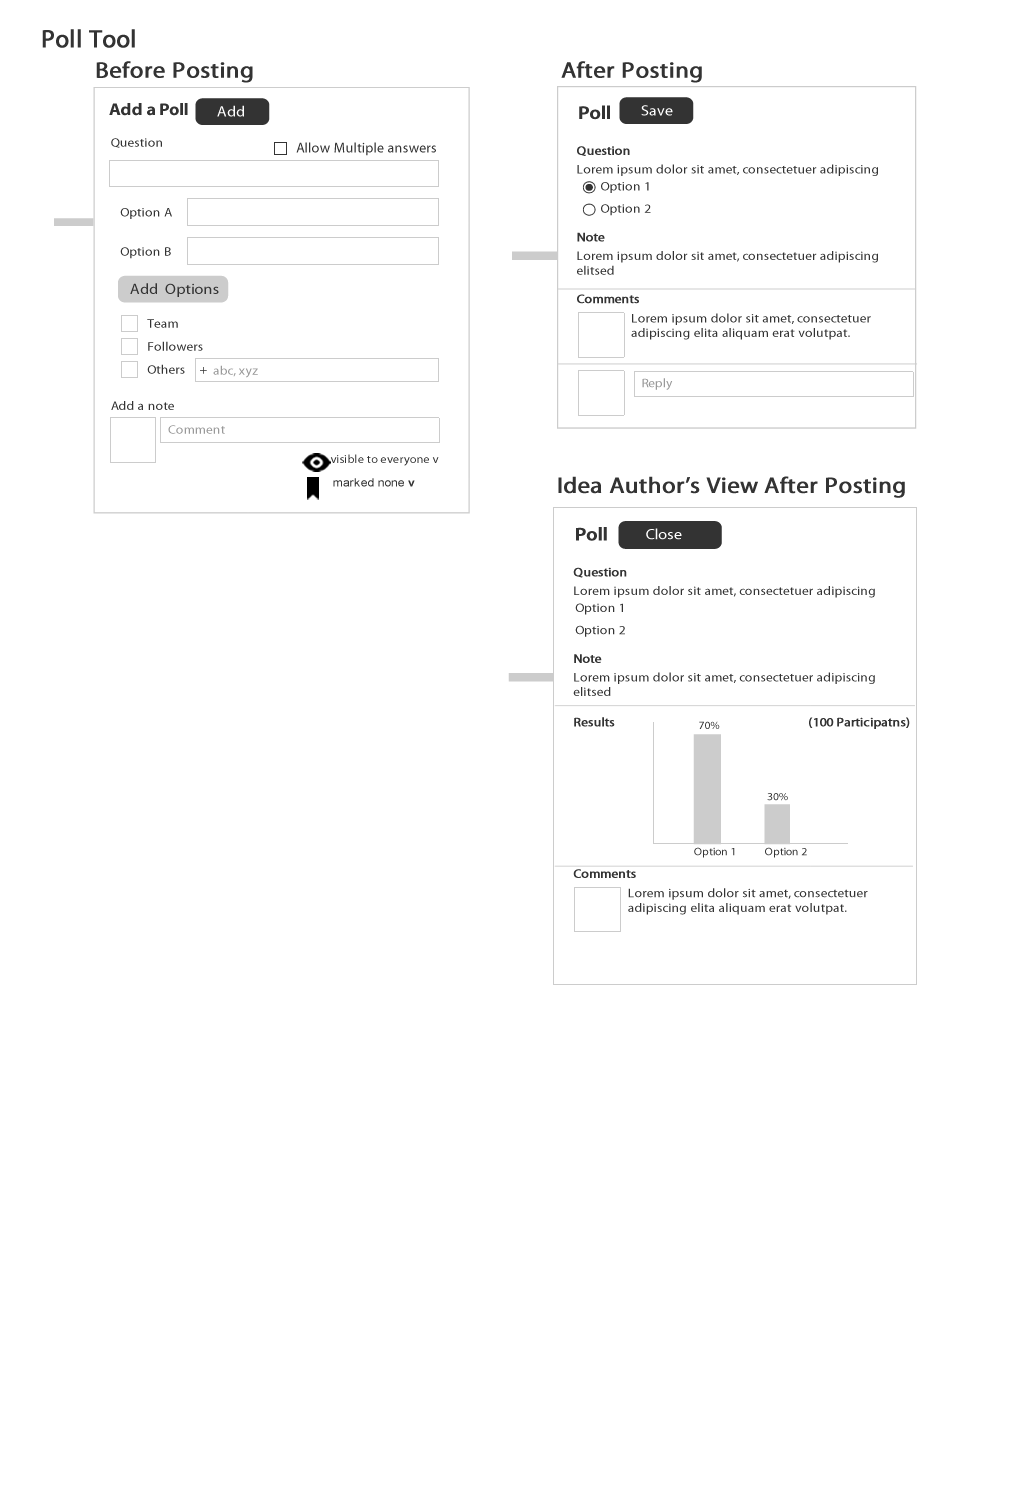 Poll Tool
Before Posting
Add a Poll Add
Question
Allow Multiple answers
Option A
Option B
Add Options
Team
Followers
Others + abc, xyz
Add a note
Comment
visible to everyone v
marked none v
After Posting
Poll Save
Question
Lorem ipsum dolor sit amet, consectetuer adipiscing
Option 1
Option 2
Note
Lorem ipsum dolor sit amet, consectetuer adipiscing
elitsed
Comments
Lorem ipsum dolor sit amet, consectetuer
adipiscing elita aliquam erat volutpat.
Reply
Idea Author’s View After Posting
Poll Close
Question
Lorem ipsum dolor sit amet, consectetuer adipiscing
Option 1
Option 2
Note
Lorem ipsum dolor sit amet, consectetuer adipiscing
elitsed
Results
(100 Participatns)
70%
30%
Option 1 Option 2
Comments
Lorem ipsum dolor sit amet, consectetuer
adipiscing elita aliquam erat volutpat.